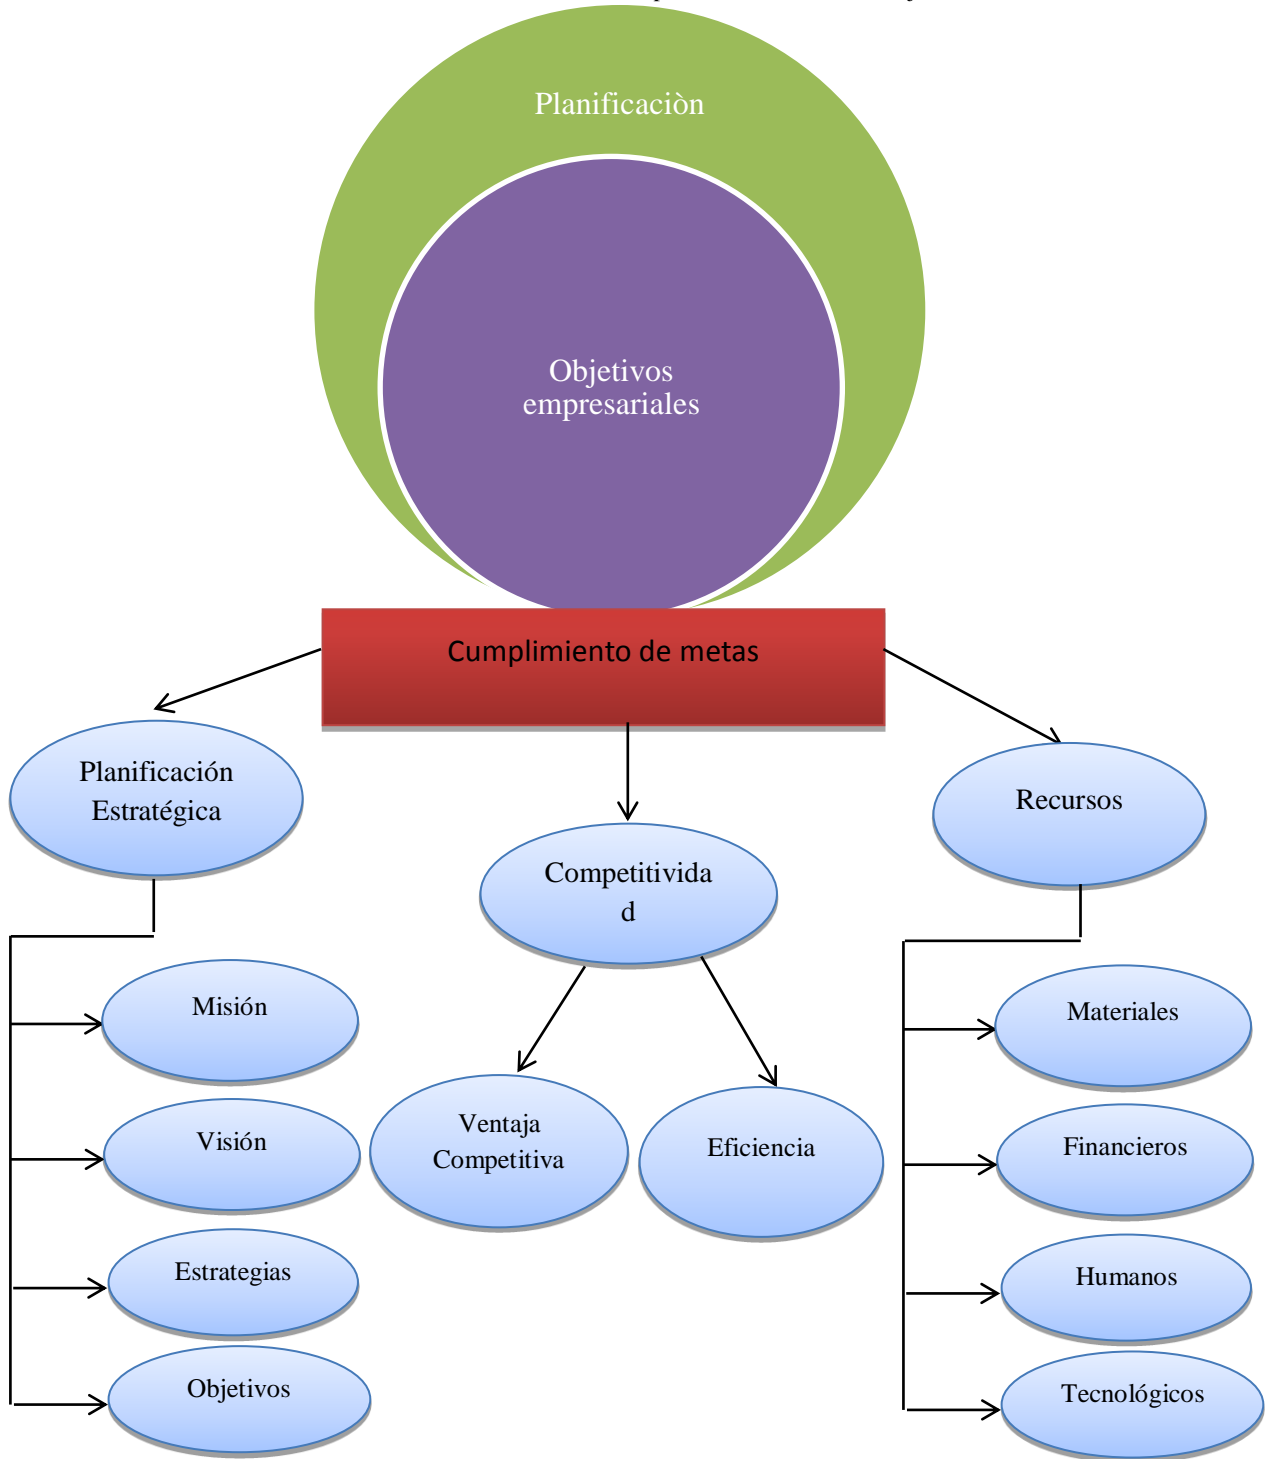 Planificaciòn
Objetivos
empresariales
Cumplimiento de metas
Planificación
Estratégica
Recursos
Competitivida
d
Misión
Materiales
Ventaja
Competitiva
Eficiencia
Visión
Financieros
Estrategias
Humanos
Objetivos
Tecnológicos